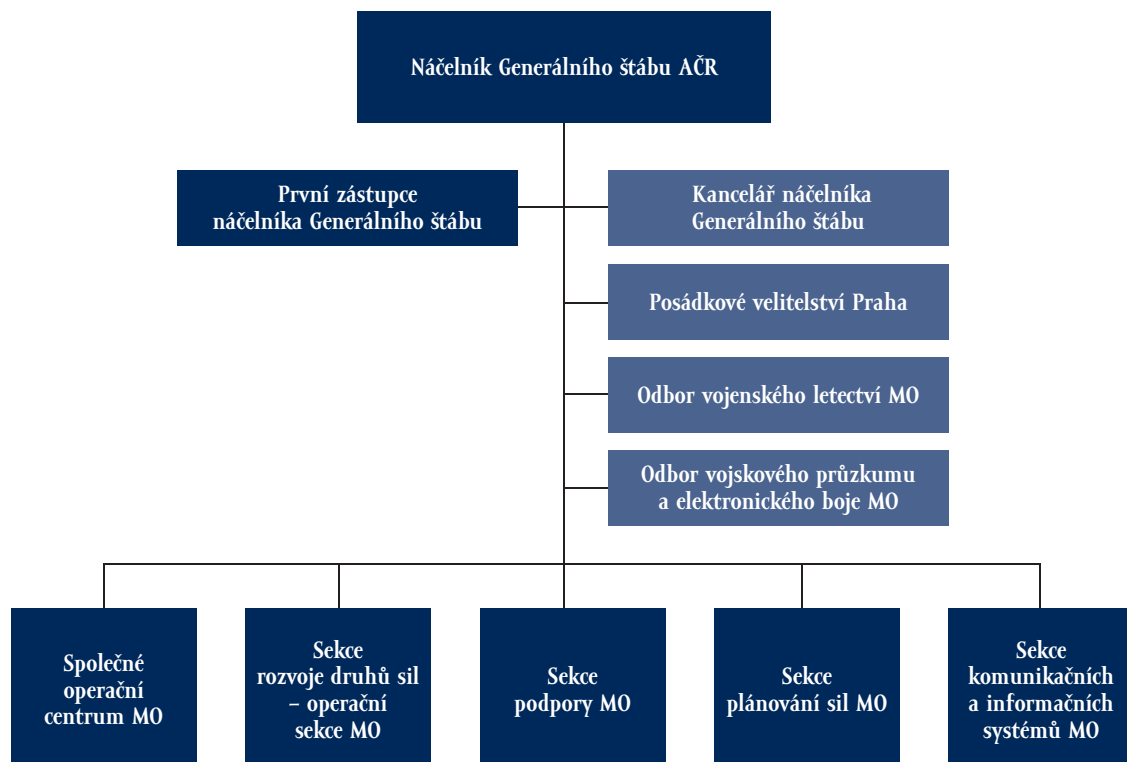 Náčelník Generálního štábu AČR
První zástupce
náčelníka Generálního štábu
Kancelář náčelníka
Generálního štábu
Posádkové velitelství Praha
Odbor vojenského letectví MO
Odbor vojskového průzkumu
a elektronického boje MO
Společné
operační
centrum MO
Sekce
rozvoje druhů sil
– operační
sekce MO
Sekce
podpory MO
Sekce
plánování sil MO
Sekce
komunikačních
a informačních
systémů MO